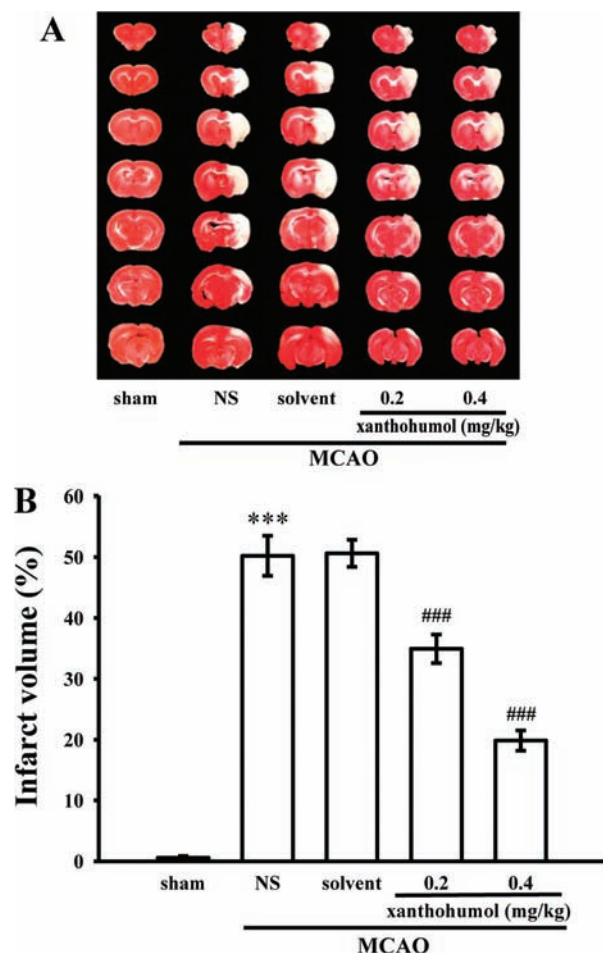 A
sham NS solvent 0.2 0.4
xanthohumol (mg/kg)
MCAO
B
Infarct volume (%)
60
50
40
30
20
10
0
***
###
###
sham NS solvent 0.2 0.4
xanthohumol (mg/kg)
MCAO